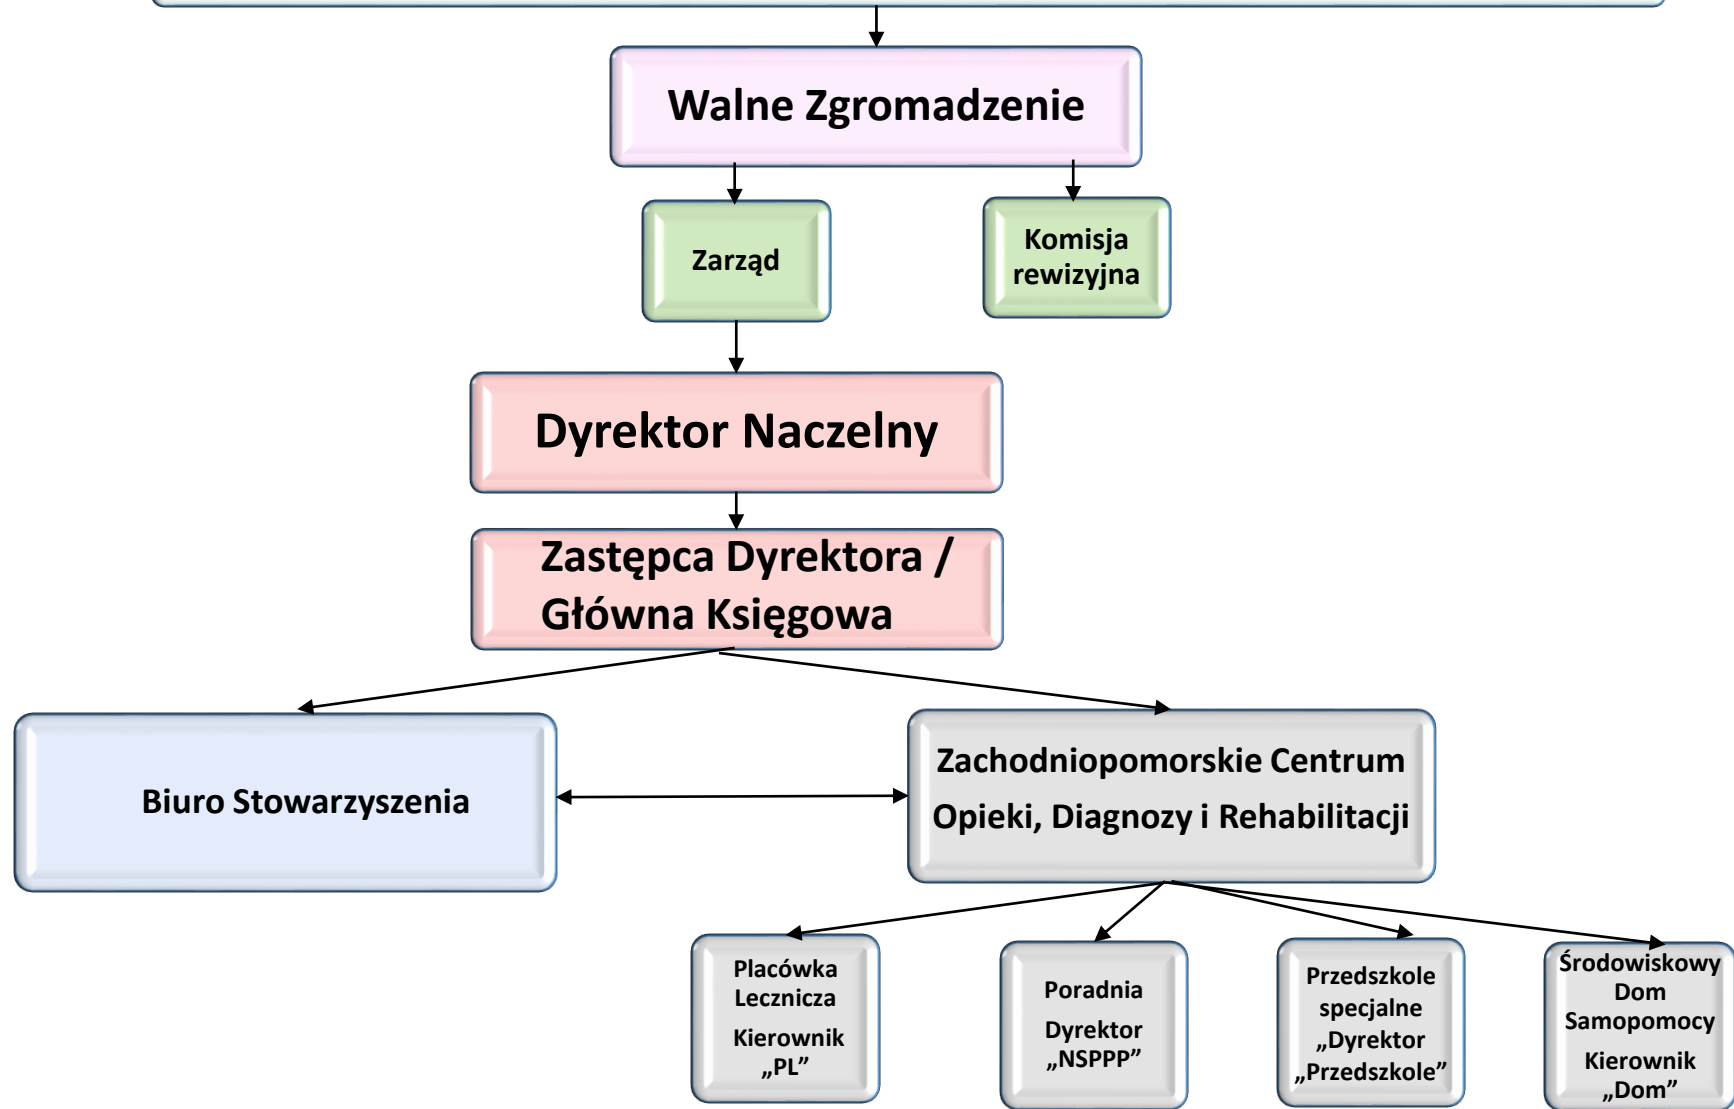 Walne Zgromadzenie
Zarząd
Komisja
rewizyjna
Dyrektor Naczelny
Zastępca Dyrektora /
Główna Księgowa
Biuro Stowarzyszenia
Zachodniopomorskie Centrum
Opieki, Diagnozy i Rehabilitacji
Placówka
Lecznicza
Kierownik
„PL”
Poradnia
Dyrektor
„NSPPP”
Przedszkole
specjalne
„Dyrektor
„Przedszkole”
Środowiskowy
Dom
Samopomocy
Kierownik
„Dom”